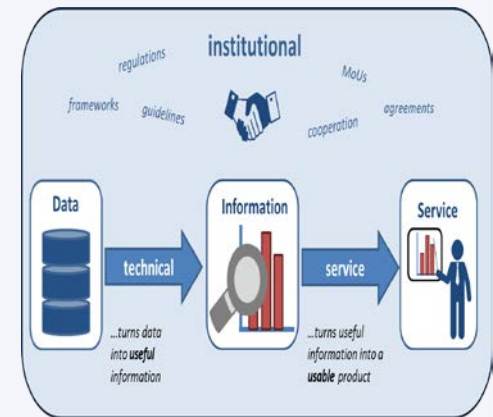 institutional
regulations
MoUs
frameworks
guidelines
agreements
cooperation
Data
Information
Service
technical
service
...turns data
into useful
information
...turns useful
information into a
usable product